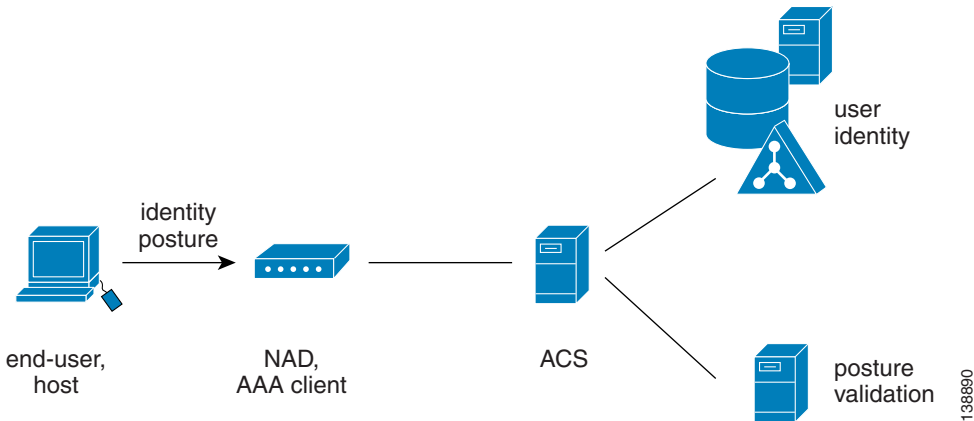 user
identity
identity
posture
end-user,
host
NAD,
AAA client
ACS
posture
validation
138890